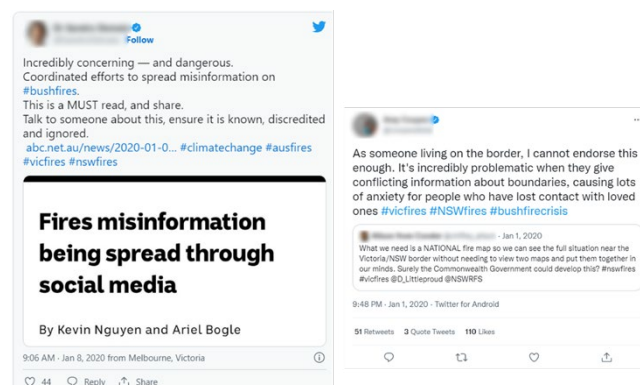 Follow
Incredibly concerning — and dangerous.
Coordinated efforts to spread misinformation on
#bushfires.
This is a MUST read, and share.
Talk to someone about this, ensure it is known, discredited
and ignored.
abc.net.au/news/2020-01-0... #climatechange #ausfires
#vicfires #nswfires
Fires misinformation
being spread through
social media
By Kevin Nguyen and Ariel Bogle
9:06 AM · Jan 8, 2020 from Melbourne, Victoria
44 Reply Share
As someone living on the border, I cannot endorse this
enough. It's incredibly problematic when they give
conflicting information about boundaries, causing lots
of anxiety for people who have lost contact with loved
ones #vicfires #NSWfires #bushfirecrisis
· Jan 1, 2020
What we need is a NATIONAL fire map so we can see the full situation near the
Victoria/NSW border without needing to view two maps and put them together in
our minds. Surely the Commonwealth Government could develop this? #nswfires
#vicfires @D_Littleproud @NSWRFS
9:48 PM · Jan 1, 2020 · Twitter for Android
51 Retweets 3 Quote Tweets 110 Likes